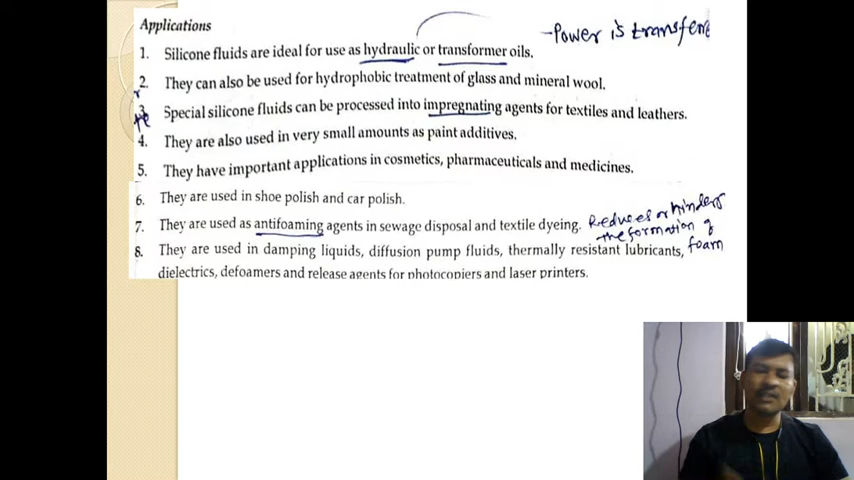 Applications
-Power is transfer
1. Silicone fluids are ideal for use as hydraulic or transformer oils.
2. They can also be used for hydrophobic treatment of glass and mineral wool.
3. Special silicone fluids can be processed into impregnating agents for textiles and leathers.
4. They are also used in very small amounts as paint additives.
5. They have important applications in cosmetics, pharmaceuticals and medicines.
6. They are used in shoe polish and car polish.
7. They are used as antifoaming agents in sewage disposal and textile dyeing.
Reduces or hinders
the formation of
foam
8. They are used in damping liquids, diffusion pump fluids, thermally resistant lubricants,
dielectrics, defoamers and release agents for photocopiers and laser printers.